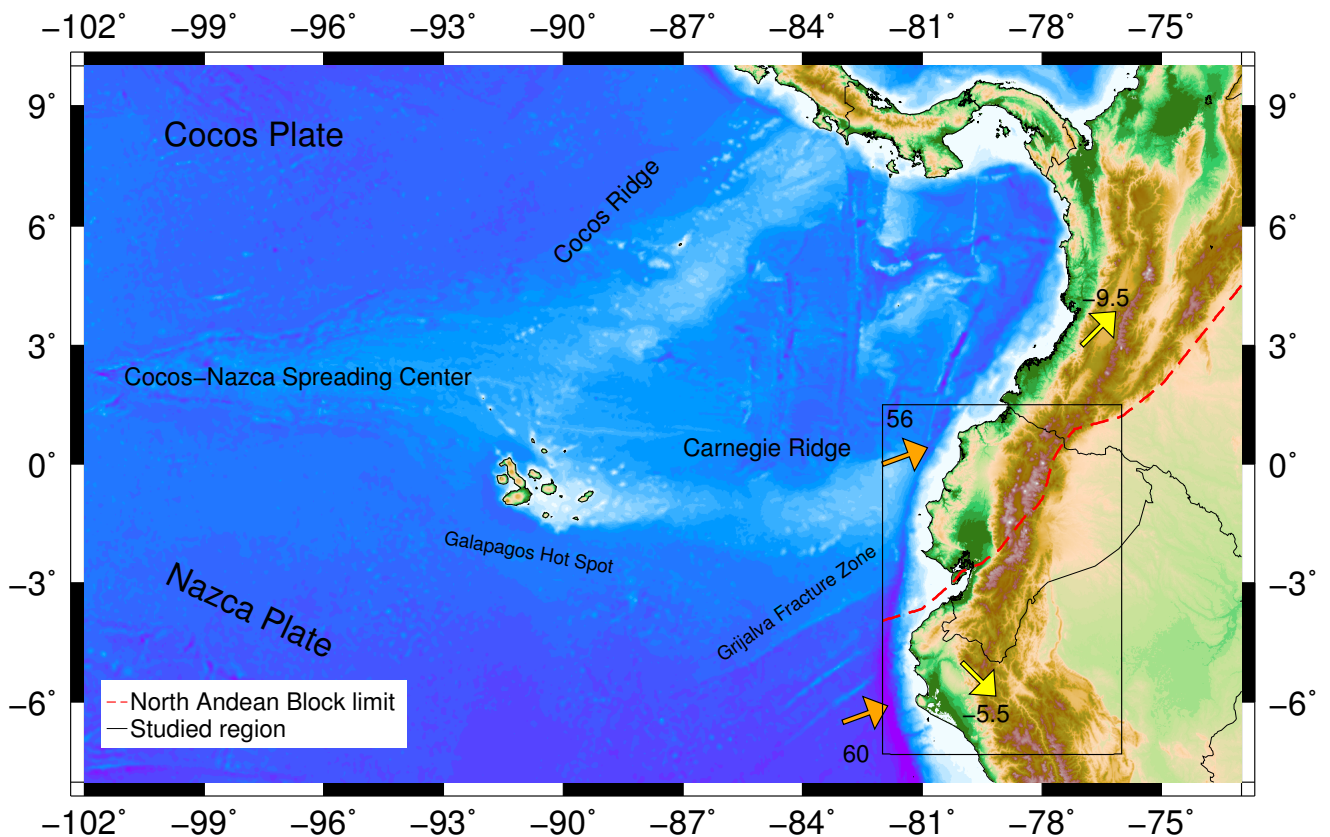 −102˚ −99˚ −96˚ −93˚ −90˚ −87˚ −84˚ −81˚ −78˚ −75˚
9˚ 9˚
Cocos Plate
Cocos Ridge
6˚ 6˚
−9.5
3˚ 3˚
Cocos−Nazca Spreading Center
56
Carnegie Ridge
0˚ 0˚
Galapagos Hot Spot
−3˚ −3˚
Nazca Plate
Grijalva Fracture Zone
−6˚ −6˚
−5.5
60
North Andean Block limit
Studied region
−102˚ −99˚ −96˚ −93˚ −90˚ −87˚ −84˚ −81˚ −78˚ −75˚